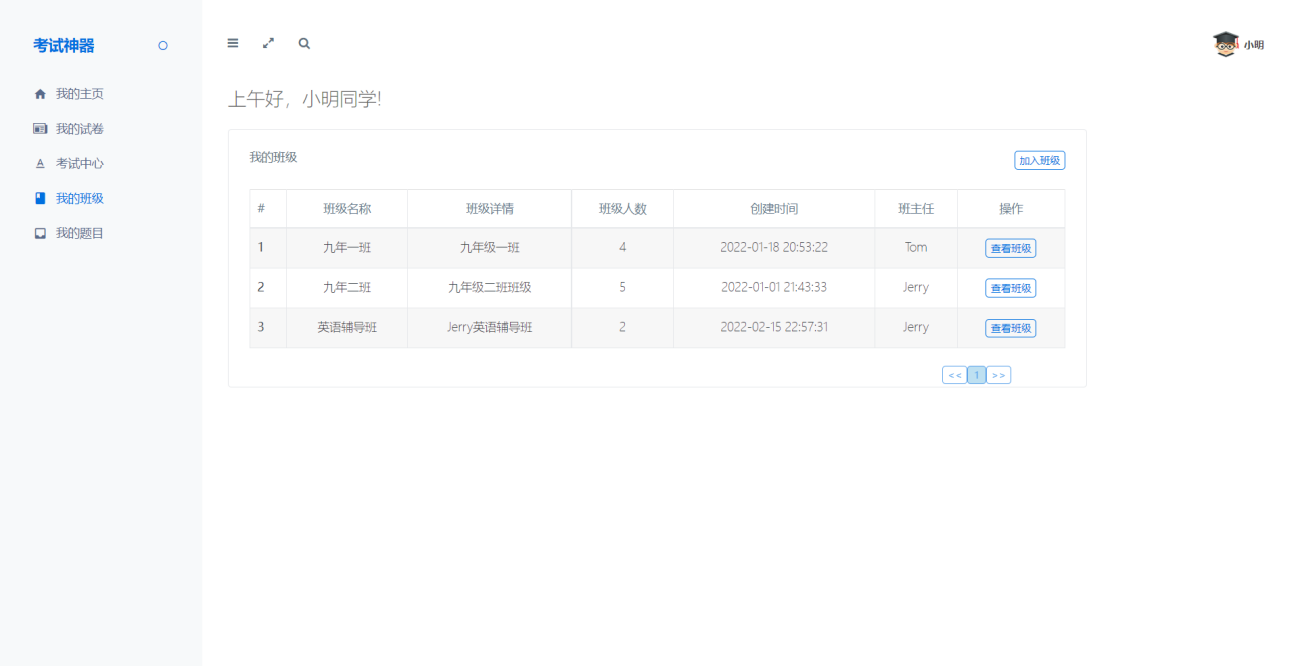 考试神器
小明
我的主页
我的试卷
考试中心
我的班级
我的题目
上午好，小明同学!
我的班级
加入班级
# 班级名称 班级详情 班级人数 创建时间 班主任 操作
1 九年一班 九年级一班 4 2022-01-18 20:53:22 Tom 查看班级
2 九年二班 九年级二班班级 5 2022-01-01 21:43:33 Jerry 查看班级
3 英语辅导班 Jerry英语辅导班 2 2022-02-15 22:57:31 Jerry 查看班级
<< 1 >>